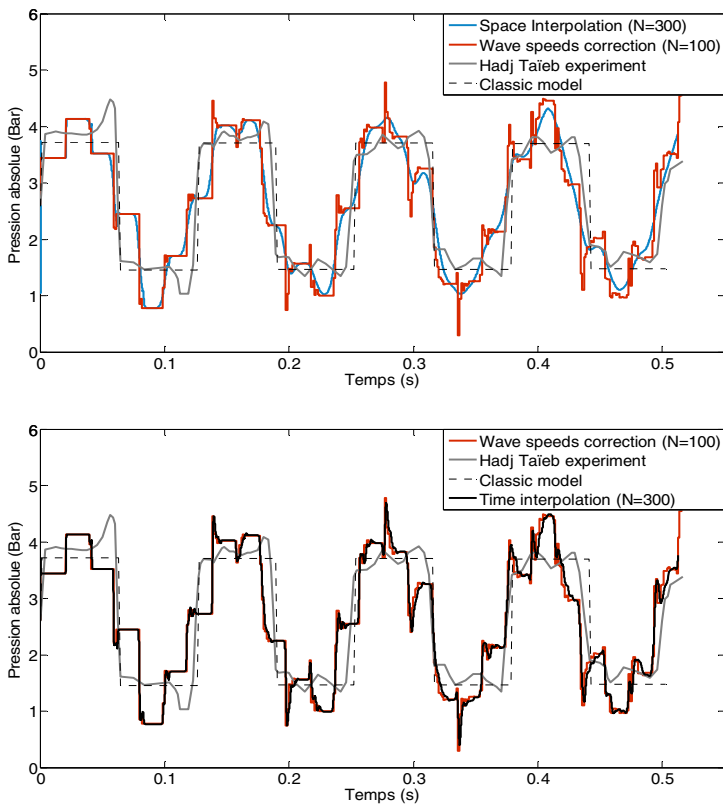 Space Interpolation (N=300)
Wave speeds correction (N=100)
Hadj Taïeb experiment
Classic model
6
5
4
3
2
1
0
Pression absolue (Bar)
0 0.1 0.2 0.3 0.4 0.5
Temps (s)
Wave speeds correction (N=100)
Hadj Taïeb experiment
Classic model
Time interpolation (N=300)
6
5
4
3
2
1
0
Pression absolue (Bar)
0 0.1 0.2 0.3 0.4 0.5
Temps (s)